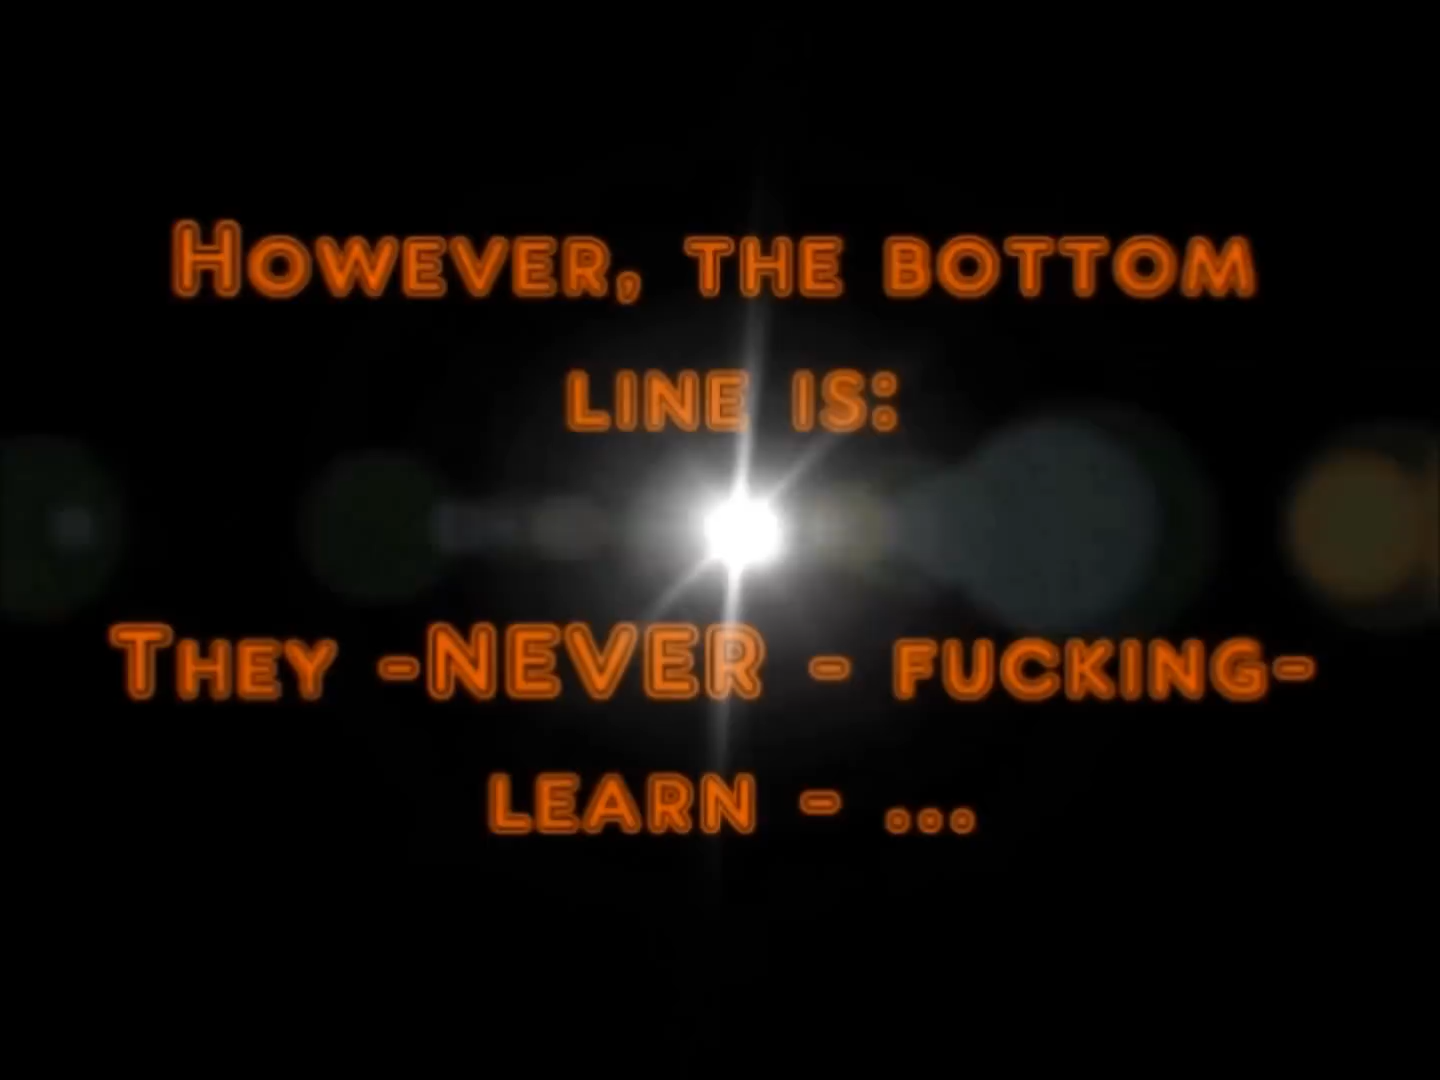 However, the bottom
line is:
They -NEVER - fucking-
learn - ...